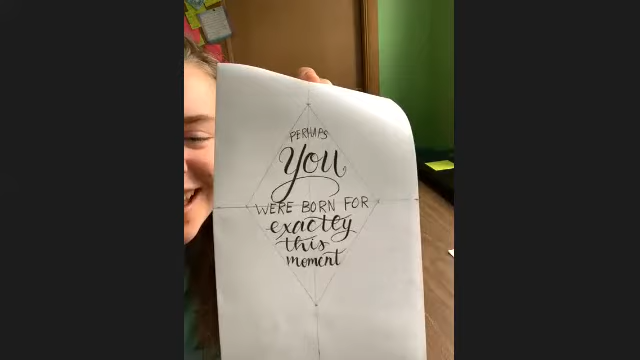 PERHAPS
you
WERE BORN FOR
exactly
this
moment